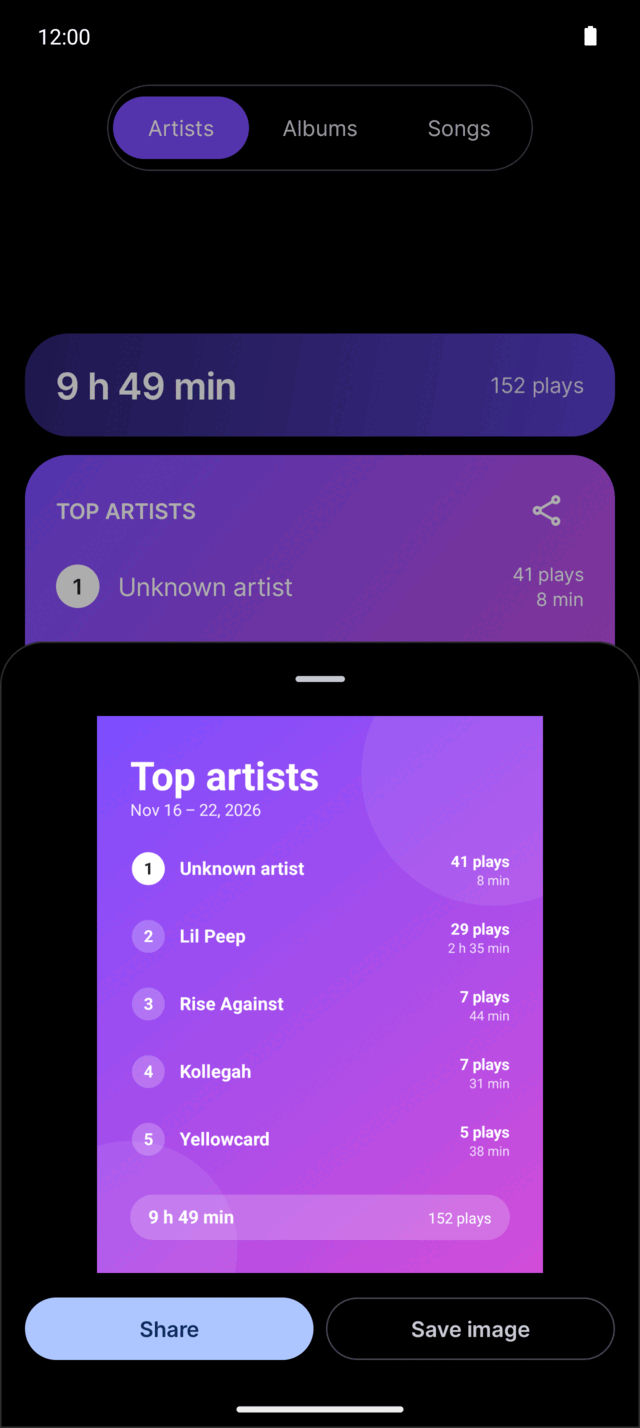 12:00
Artists
Albums
Songs
9 h 49 min
152 plays
TOP ARTISTS
1
Unknown artist
41 plays
8 min
Top artists
Nov 16 – 22, 2026
1
Unknown artist
41 plays
8 min
2
Lil Peep
29 plays
2 h 35 min
3
Rise Against
7 plays
44 min
4
Kollegah
7 plays
31 min
5
Yellowcard
5 plays
38 min
9 h 49 min
152 plays
Share
Save image